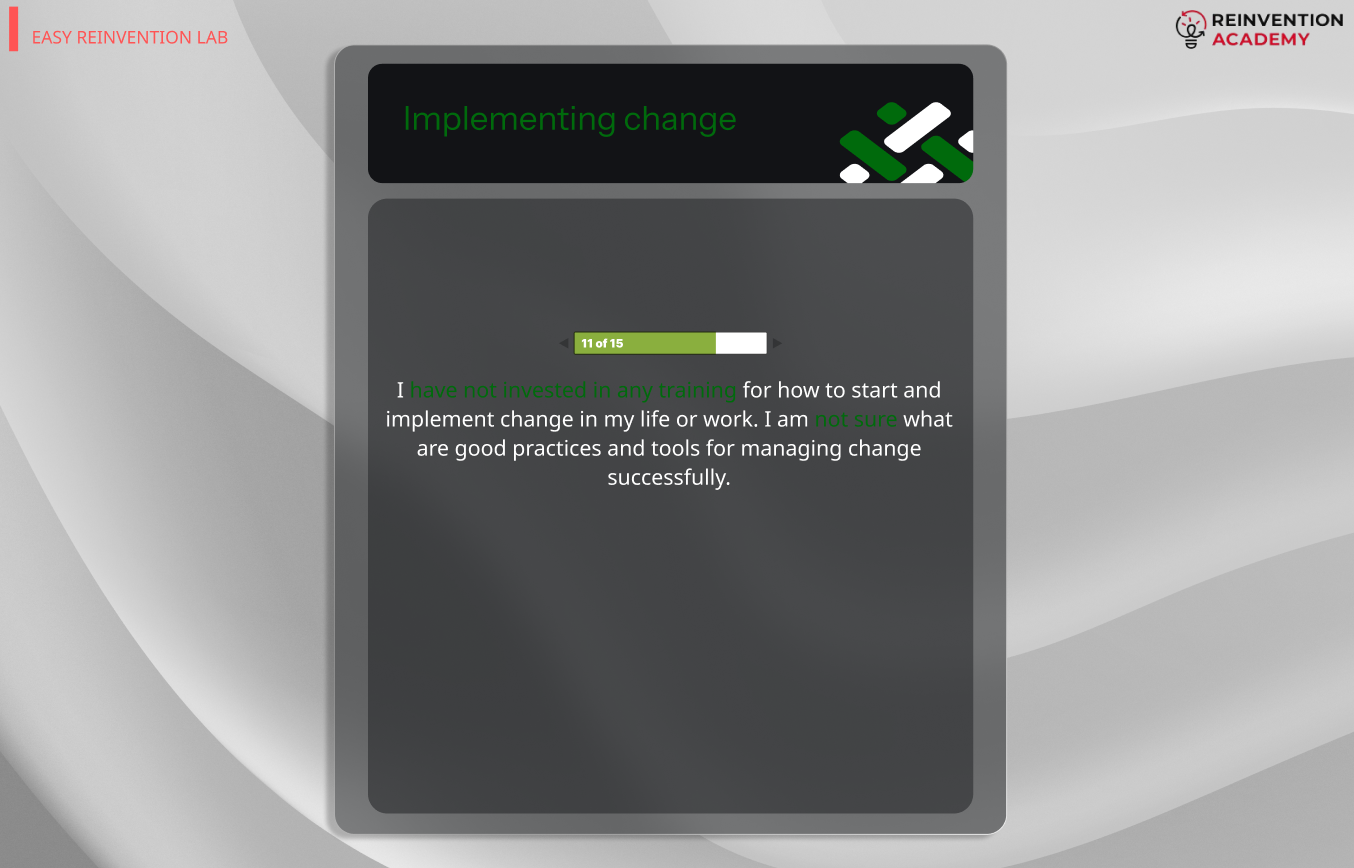 EASY REINVENTION LAB
REINVENTION
ACADEMY
Implementing change
11 of 15
I have not invested in any training for how to start and
implement change in my life or work. I am not sure what
are good practices and tools for managing change
successfully.